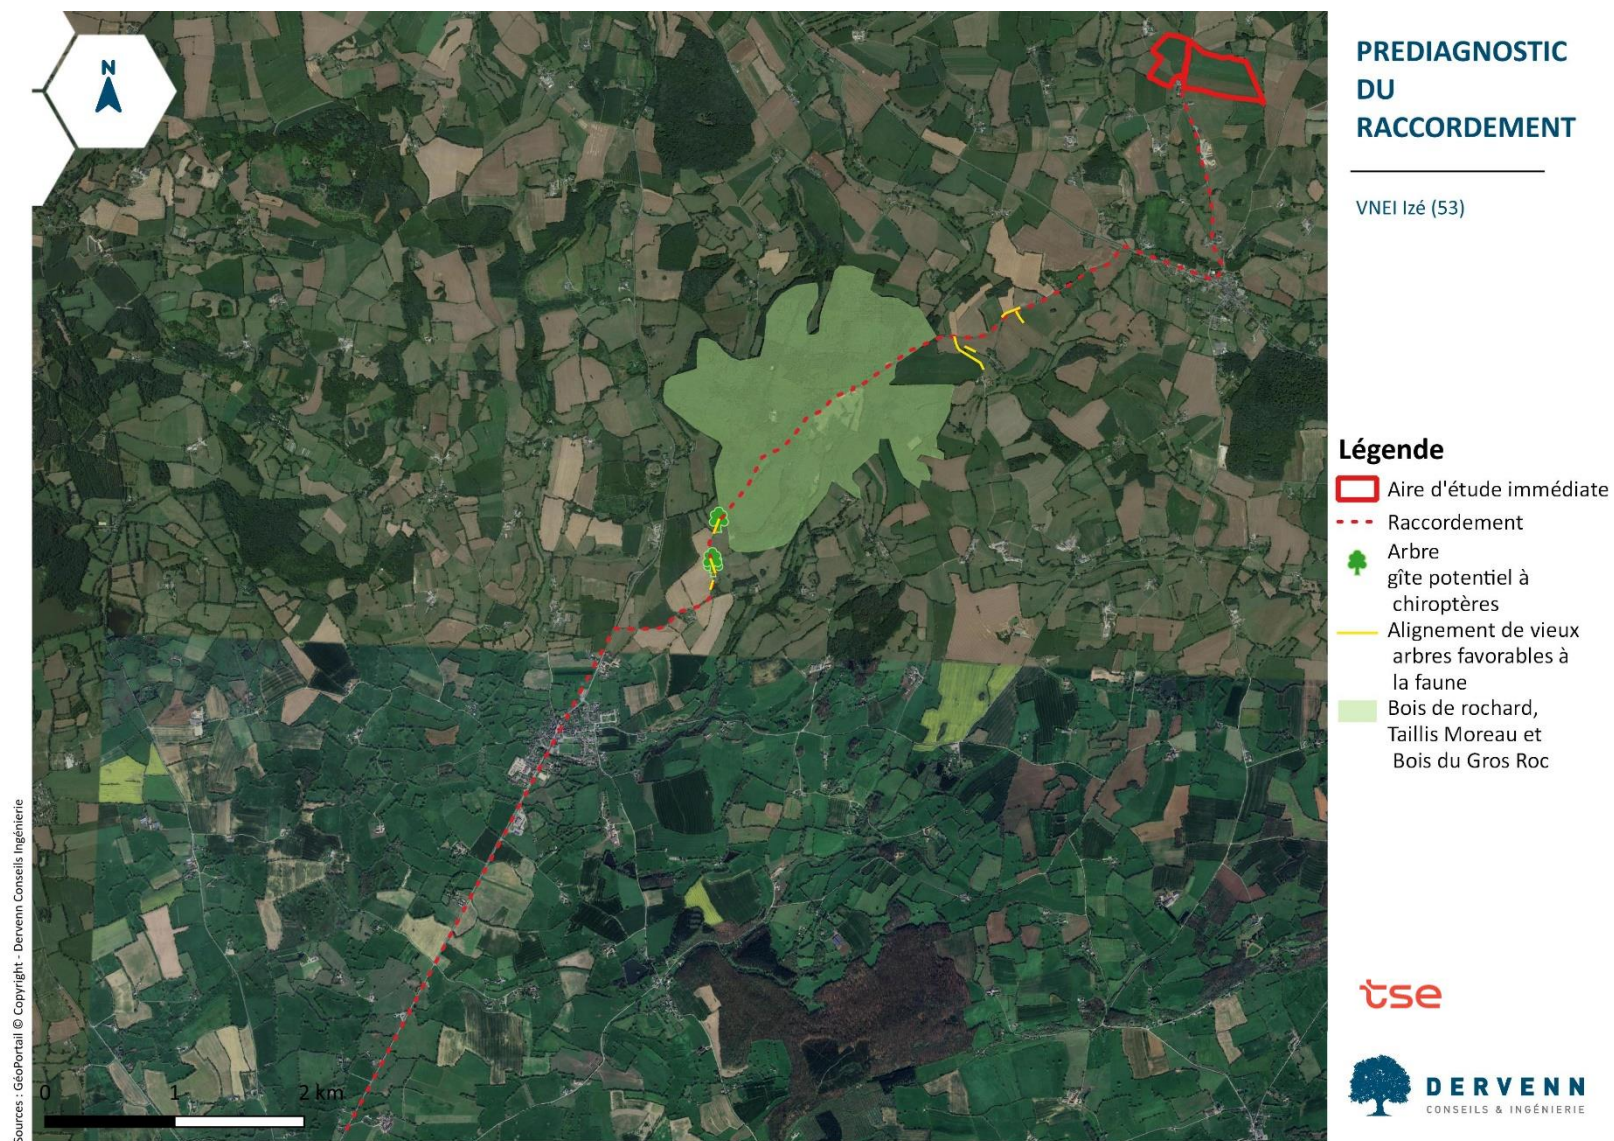 N
PREDIAGNOSTIC
DU
RACCORDEMENT
VNEI Izé (53)
Légende
Aire d'étude immédiate
Raccordement
Arbre
gîte potentiel à
chiroptères
Alignement de vieux
arbres favorables à
la faune
Bois de rochard,
Taillis Moreau et
Bois du Gros Roc
tse
DERVENN
CONSEILS & INGÉNIERIE
0 1 2 km
Sources : GéoPortail © Copyright - Dervenn Conseils Ingénierie